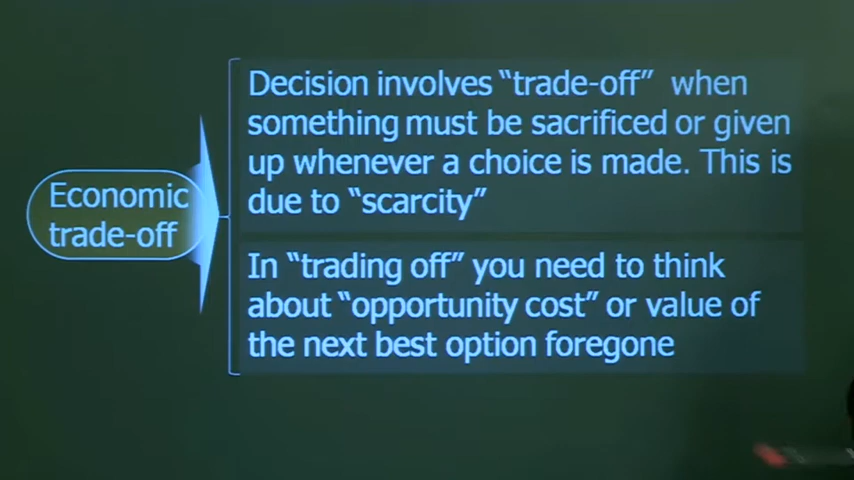 Economic
trade-off
Decision involves “trade-off” when
something must be sacrificed or given
up whenever a choice is made. This is
due to “scarcity”
In “trading off” you need to think
about “opportunity cost” or value of
the next best option foregone